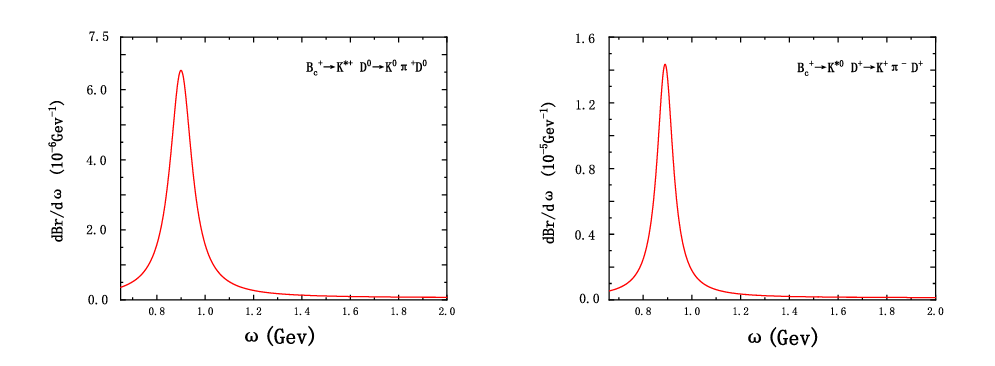 7.5
6.0
4.0
2.0
0.0
dBr/dω (10⁻⁶Gev⁻¹)
B_c⁺→K*⁺ D⁰→K⁰π⁺D⁰
0.8 1.0 1.2 1.4 1.6 1.8 2.0
ω (Gev)
1.6
1.2
0.8
0.4
0.0
dBr/dω (10⁻⁵Gev⁻¹)
B_c⁺→K*⁰ D⁺→K⁺π⁻ D⁺
0.8 1.0 1.2 1.4 1.6 1.8 2.0
ω (Gev)